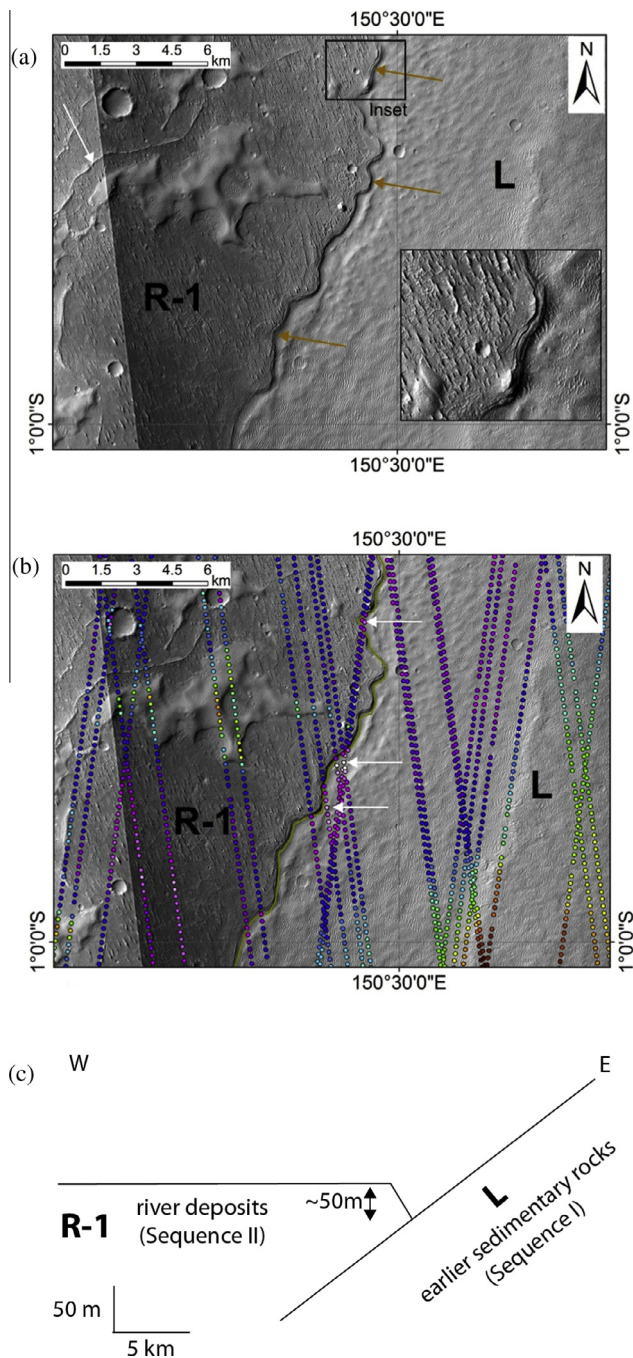 (a)
150°30'0"E
0 1.5 3 4.5 6
km
N
Inset
L
R-1
1°0'0"S
1°0'0"S
150°30'0"E
(b)
150°30'0"E
0 1.5 3 4.5 6
km
N
R-1
L
1°0'0"S
1°0'0"S
150°30'0"E
(c)
W
E
~50m
R-1
river deposits
(Sequence II)
L
earlier sedimentary rocks
(Sequence I)
50 m
5 km